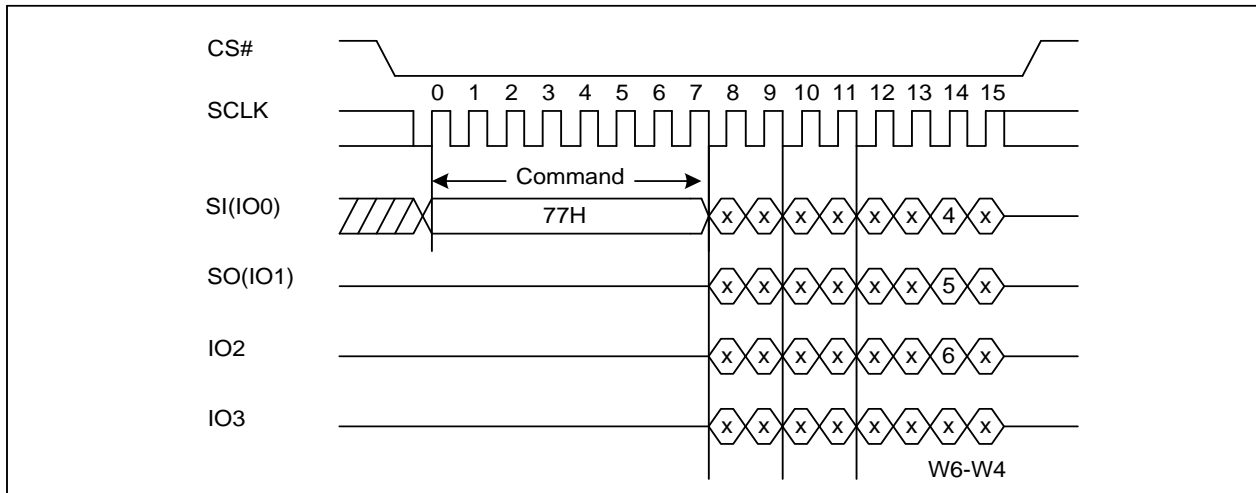 CS#
0 1 2 3 4 5 6 7 8 9 10 11 12 13 14 15
SCLK
Command
SI(IO0) 77H x x x x x x 4 x
SO(IO1) x x x x x x 5 x
IO2 x x x x x x 6 x
IO3 x x x x x x x x
W6-W4